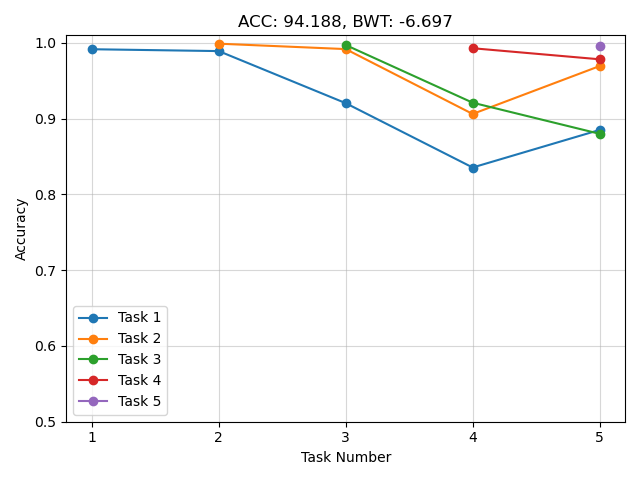 ACC: 94.188, BWT: -6.697
1.0
0.9
0.8
0.7
0.6
0.5
Accuracy
Task 1
Task 2
Task 3
Task 4
Task 5
1 2 3 4 5
Task Number